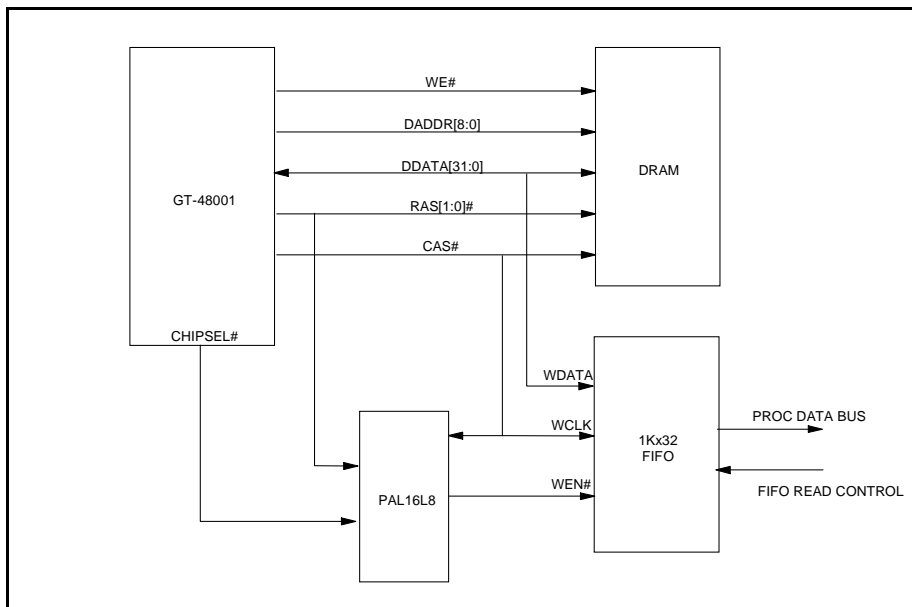 WE#
DADDR[8:0]
DDATA[31:0]
DRAM
GT-48001
RAS[1:0]#
CAS#
CHIPSEL#
WDATA
WCLK
1Kx32
FIFO
PROC DATA BUS
FIFO READ CONTROL
PAL16L8
WEN#